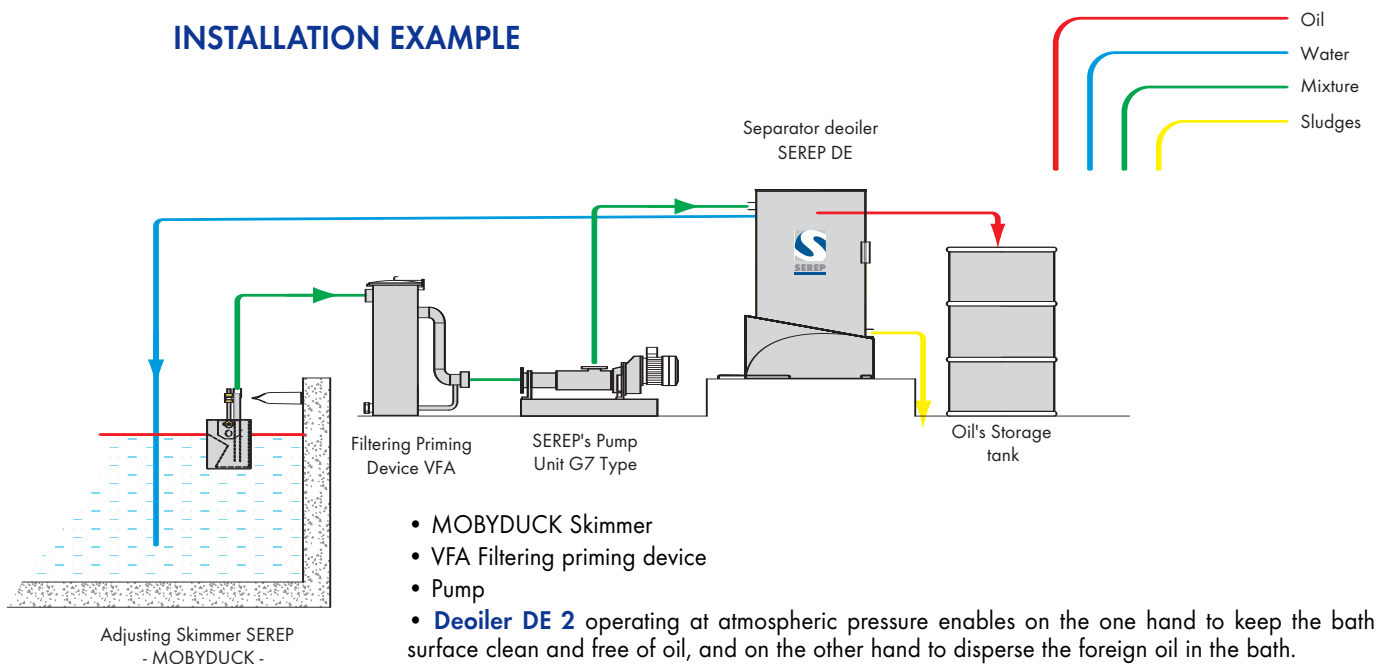 INSTALLATION EXAMPLE
Oil
Water
Mixture
Sludges
Separator deoiler
SEREP DE
SEREP
Filtering Priming
Device VFA
SEREP's Pump
Unit G7 Type
Oil's Storage
tank
Adjusting Skimmer SEREP
- MOBYDUCK -
• MOBYDUCK Skimmer
• VFA Filtering priming device
• Pump
• Deoiler DE 2 operating at atmospheric pressure enables on the one hand to keep the bath
surface clean and free of oil, and on the other hand to disperse the foreign oil in the bath.